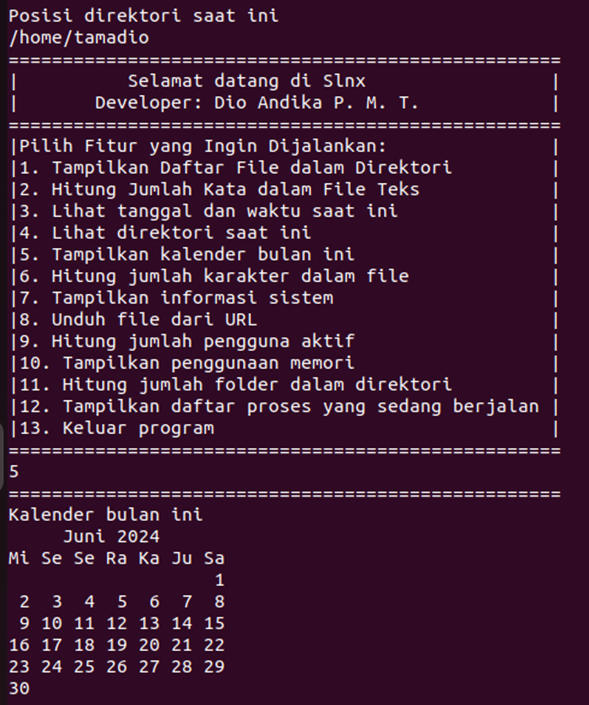 Posisi direktori saat ini
/home/tamadio
===================================================
|          Selamat datang di Slnx                 |
|       Developer: Dio Andika P. M. T.            |
===================================================
|Pilih Fitur yang Ingin Dijalankan:               |
|1. Tampilkan Daftar File dalam Direktori         |
|2. Hitung Jumlah Kata dalam File Teks            |
|3. Lihat tanggal dan waktu saat ini              |
|4. Lihat direktori saat ini                      |
|5. Tampilkan kalender bulan ini                  |
|6. Hitung jumlah karakter dalam file             |
|7. Tampilkan informasi sistem                    |
|8. Unduh file dari URL                           |
|9. Hitung jumlah pengguna aktif                  |
|10. Tampilkan penggunaan memori                  |
|11. Hitung jumlah folder dalam direktori         |
|12. Tampilkan daftar proses yang sedang berjalan |
|13. Keluar program                               |
===================================================
5
===================================================
Kalender bulan ini
     Juni 2024
Mi Se Se Ra Ka Ju Sa
                   1
 2  3  4  5  6  7  8
 9 10 11 12 13 14 15
16 17 18 19 20 21 22
23 24 25 26 27 28 29
30